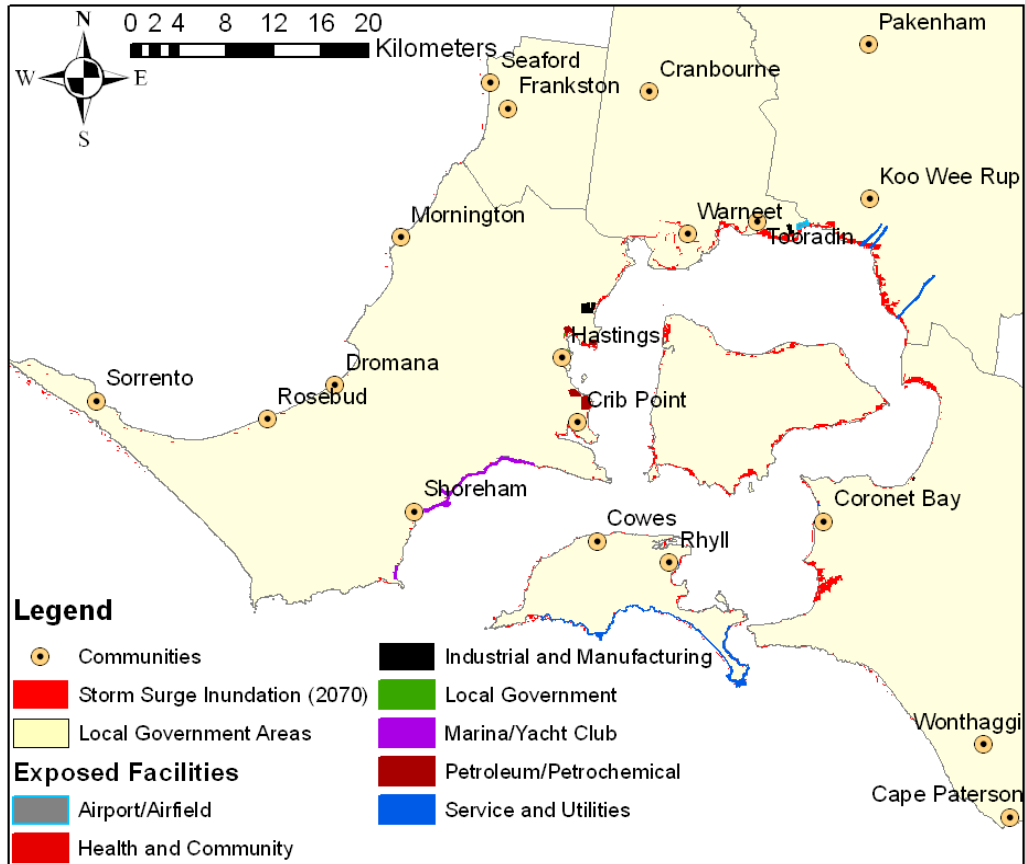 N
W E
S
0 2 4 8 12 16 20
Kilometers
Pakenham
Seaford
Cranbourne
Frankston
Koo Wee Rup
Mornington
Warneet
Tooradin
Hastings
Dromana
Sorrento
Rosebud
Crib Point
Shoreham
Coronet Bay
Cowes
Rhyll
Wonthaggi
Cape Paterson
Legend
Communities
Storm Surge Inundation (2070)
Local Government Areas
Exposed Facilities
Airport/Airfield
Health and Community
Industrial and Manufacturing
Local Government
Marina/Yacht Club
Petroleum/Petrochemical
Service and Utilities